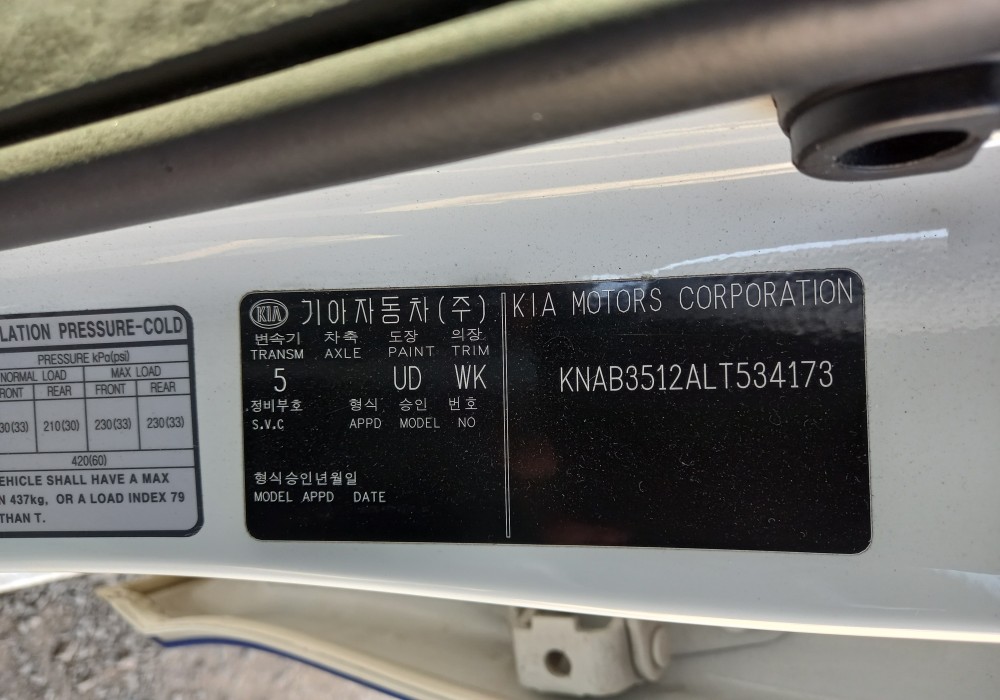 LATION PRESSURE-COLD
PRESSURE kPa(psi)
NORMAL LOAD MAX LOAD
RONT REAR FRONT REAR
30(33) 210(30) 230(33) 230(33)
420(60)
EHICLE SHALL HAVE A MAX
N 437kg, OR A LOAD INDEX 79
THAN T.
KIA 기아자동차(주)
변속기 차축 도장 의장
TRANSM AXLE PAINT TRIM
5 UD WK
정비부호 형식 승인 번호
S.V.C APPD MODEL NO
형식승인년월일
MODEL APPD DATE
KIA MOTORS CORPORATION
KNAB3512ALT534173